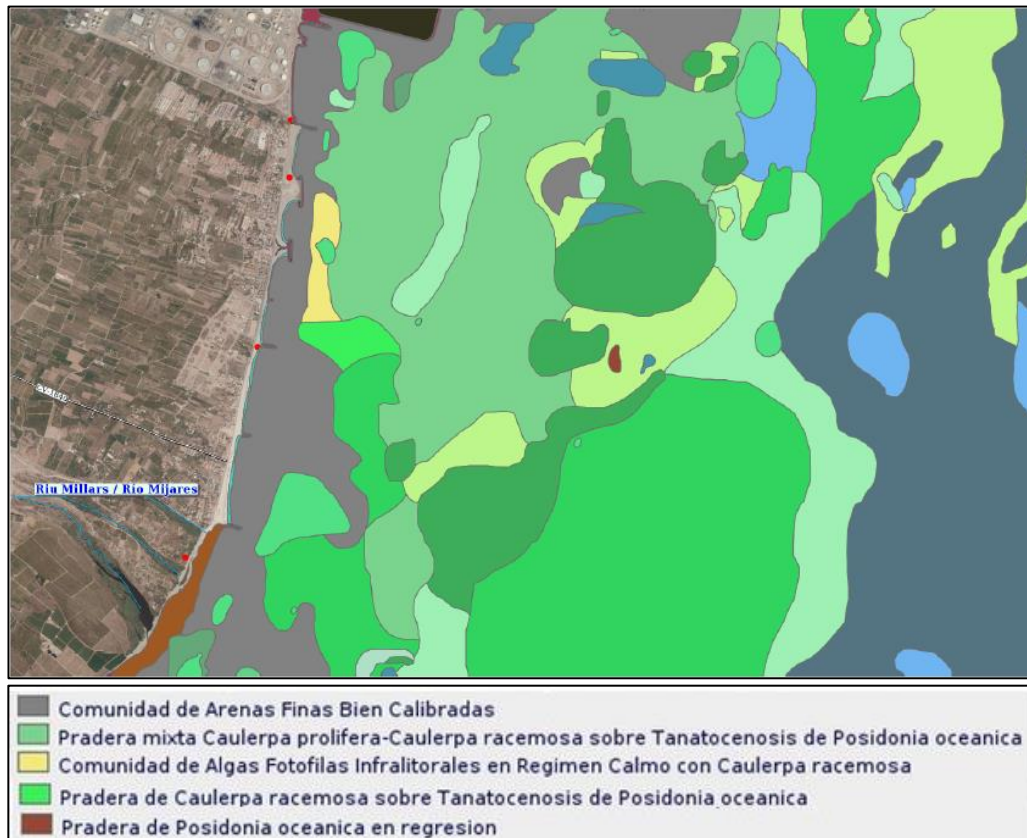 CV-1842
Riu Millars / Río Mijares
Comunidad de Arenas Finas Bien Calibradas
Pradera mixta Caulerpa prolifera-Caulerpa racemosa sobre Tanatocenosis de Posidonia oceanica
Comunidad de Algas Fotofilas Infralitorales en Regimen Calmo con Caulerpa racemosa
Pradera de Caulerpa racemosa sobre Tanatocenosis de Posidonia oceanica
Pradera de Posidonia oceanica en regresion